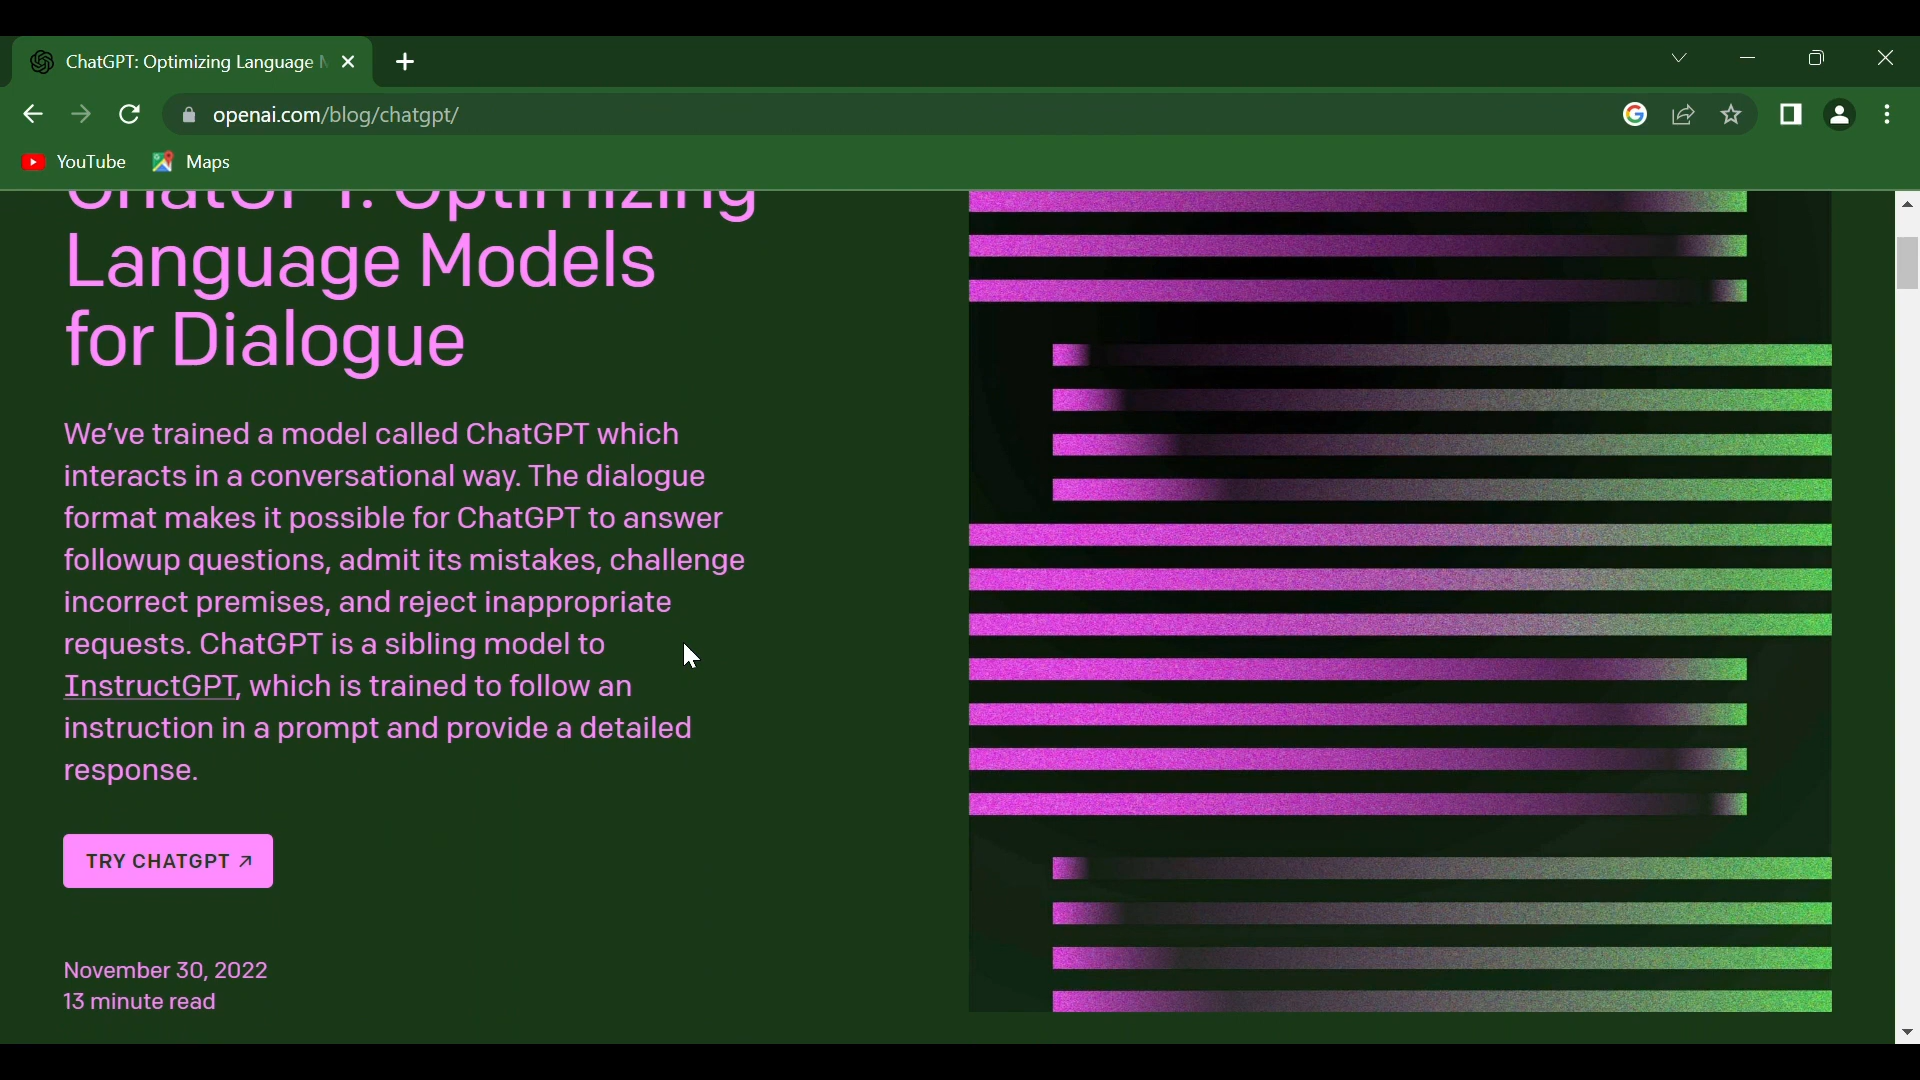 ChatGPT: Optimizing Language
openai.com/blog/chatgpt/
YouTube
Maps
ChatGPT: Optimizing
Language Models
for Dialogue
We've trained a model called ChatGPT which
interacts in a conversational way. The dialogue
format makes it possible for ChatGPT to answer
followup questions, admit its mistakes, challenge
incorrect premises, and reject inappropriate
requests. ChatGPT is a sibling model to
InstructGPT, which is trained to follow an
instruction in a prompt and provide a detailed
response.
TRY CHATGPT ↗
November 30, 2022
13 minute read